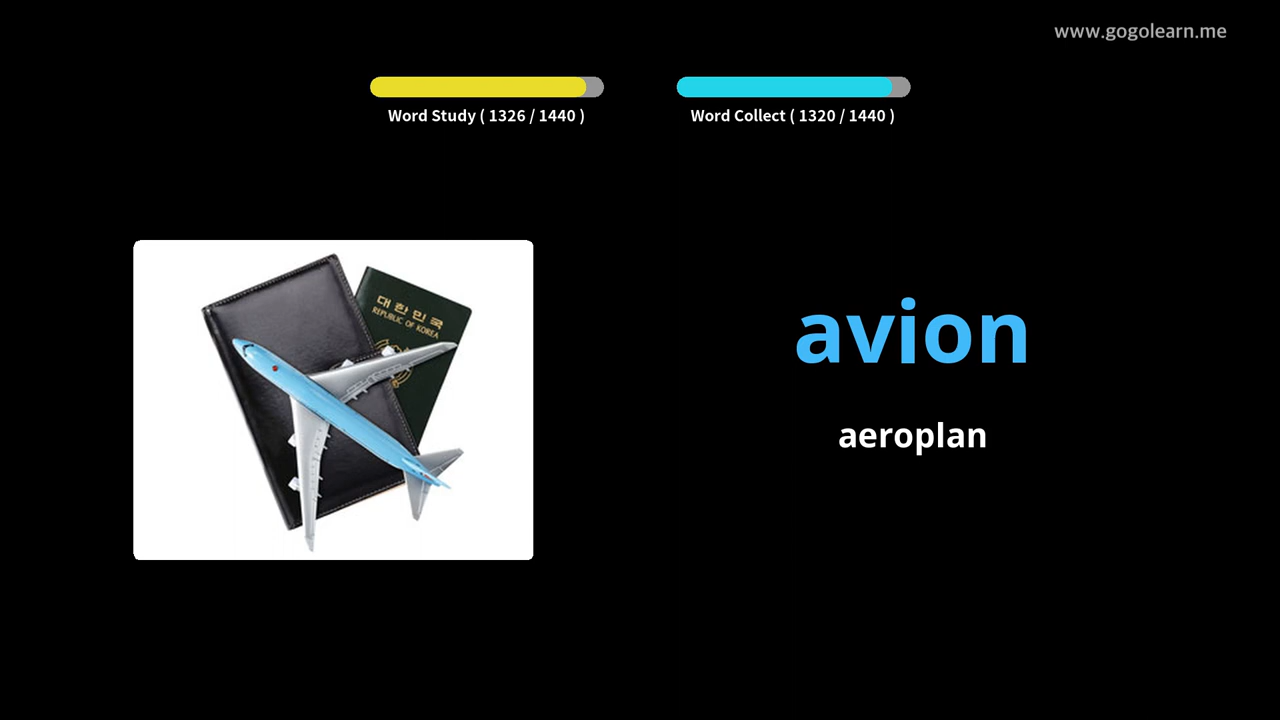 www.gogolearn.me
Word Study ( 1326 / 1440 )
Word Collect ( 1320 / 1440 )
대한민국
REPUBLIC OF KOREA
avion
aeroplan